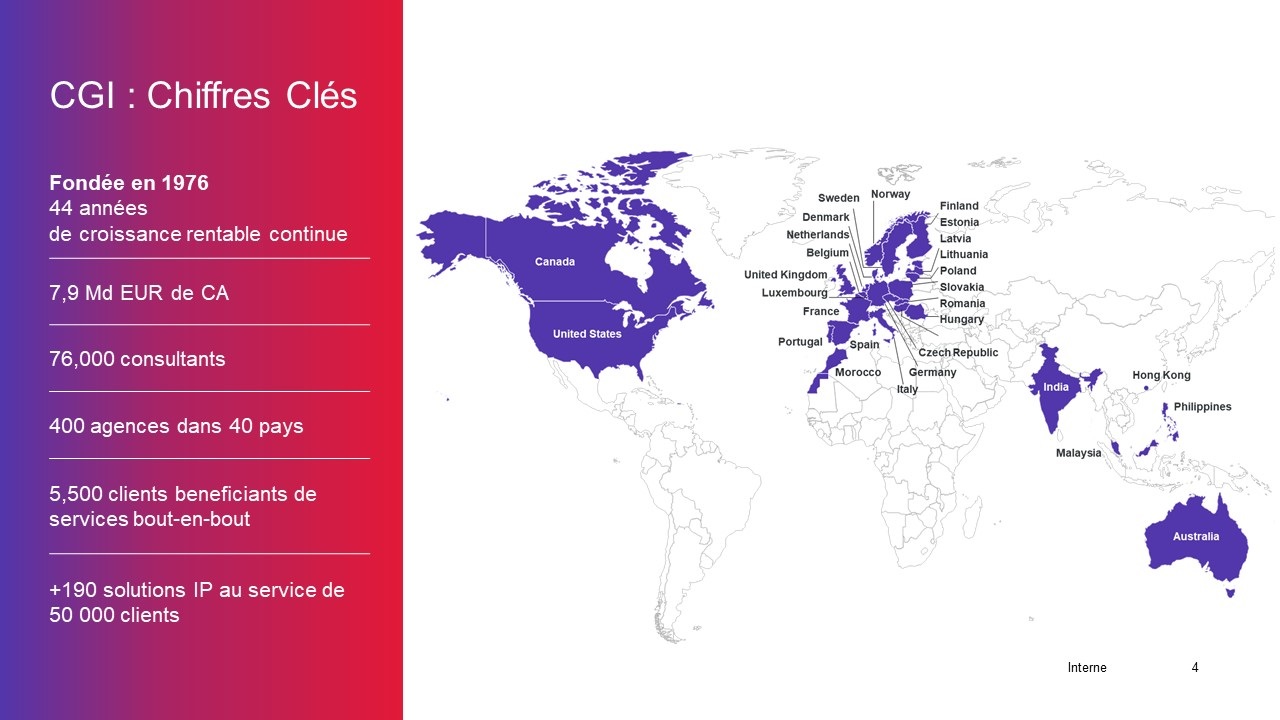 CGI : Chiffres Clés
Fondée en 1976
44 années
de croissance rentable continue
7,9 Md EUR de CA
76,000 consultants
400 agences dans 40 pays
5,500 clients beneficiants de
services bout-en-bout
+190 solutions IP au service de
50 000 clients
Canada
United States
Sweden
Norway
Denmark
Netherlands
Belgium
United Kingdom
Luxembourg
France
Portugal
Spain
Morocco
Italy
Germany
Czech Republic
Finland
Estonia
Latvia
Lithuania
Poland
Slovakia
Romania
Hungary
India
Hong Kong
Philippines
Malaysia
Australia
Interne
4